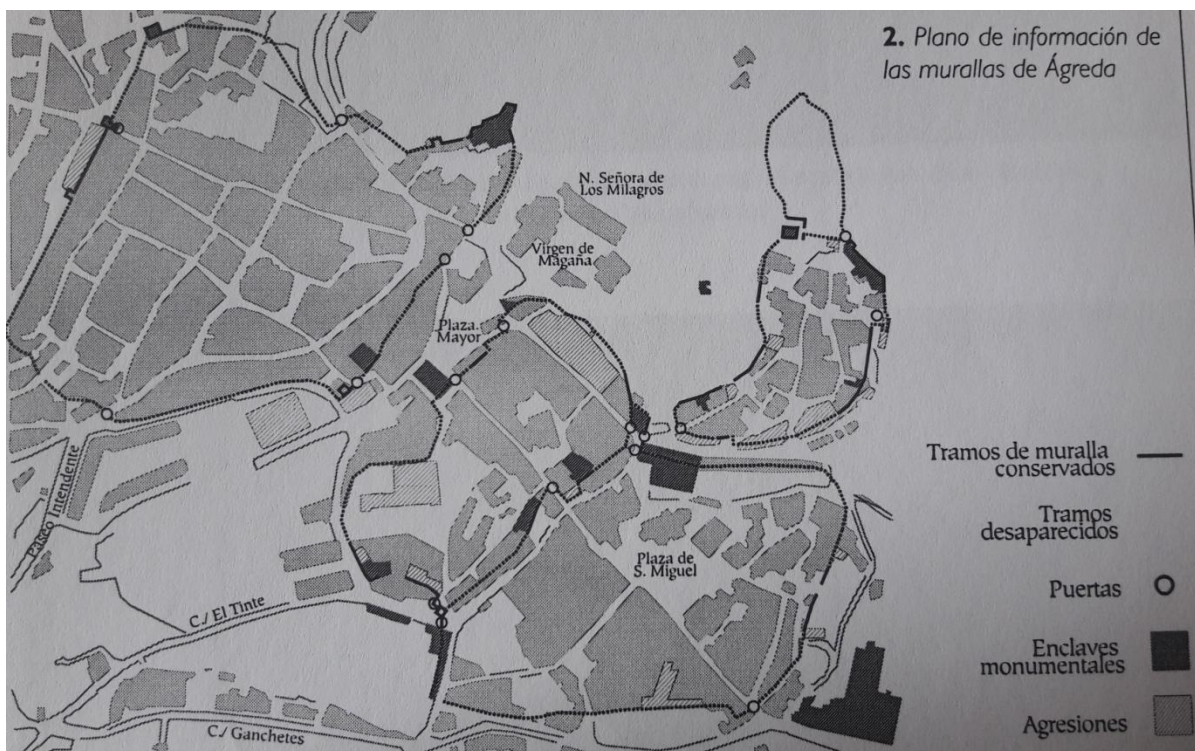 2. Plano de información de
las murallas de Ágreda
N. Señora de
Los Milagros
Virgen de
Magaña
Plaza.
Mayor
Tramos de muralla
conservados
Tramos
desaparecidos
Paseo Intendente
Plaza de
S. Miguel
Puertas
C./ El Tinte
Enclaves
monumentales
C./ Ganchetes
Agresiones